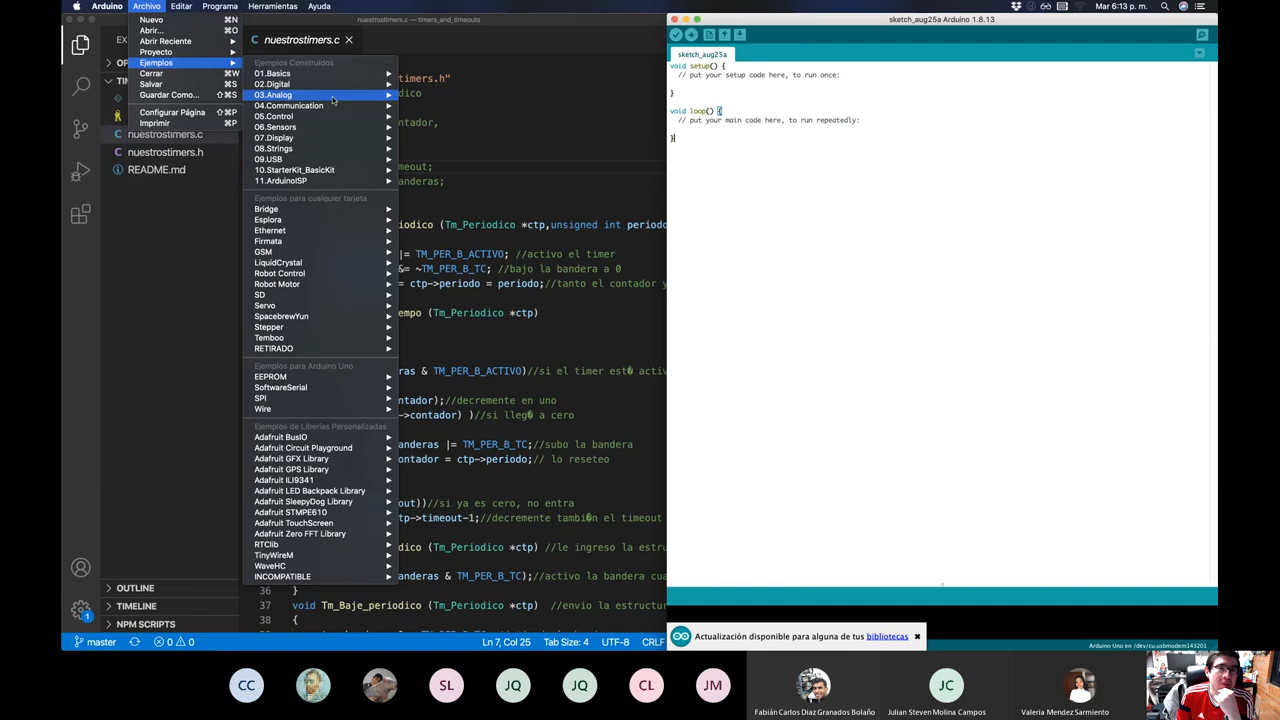 Arduino Archivo Editar Programa Herramientas Ayuda
Mar 6:13 p. m.
Nuevo ⌘N
Abrir... ⌘O
Abrir Reciente
Proyecto
Ejemplos
Cerrar ⌘W
Salvar ⌘S
Guardar Como... ⇧⌘S
Configurar Página ⇧⌘P
Imprimir ⌘P
nuestrostimers.c
nuestrostimers.h
README.md
OUTLINE
TIMELINE
NPM SCRIPTS
Ejemplos Construidos
01.Basics
02.Digital
03.Analog
04.Communication
05.Control
06.Sensors
07.Display
08.Strings
09.USB
10.StarterKit_BasicKit
11.ArduinoISP
Ejemplos para cualquier tarjeta
Bridge
Esplora
Ethernet
Firmata
GSM
LiquidCrystal
Robot Control
Robot Motor
SD
Servo
SpacebrewYun
Stepper
Temboo
RETIRADO
Ejemplos para Arduino Uno
EEPROM
SoftwareSerial
SPI
Wire
Ejemplos de Liberías Personalizadas
Adafruit BusIO
Adafruit Circuit Playground
Adafruit GFX Library
Adafruit GPS Library
Adafruit ILI9341
Adafruit LED Backpack Library
Adafruit SleepyDog Library
Adafruit STMPE610
Adafruit TouchScreen
Adafruit Zero FFT Library
RTClib
TinyWireM
WaveHC
INCOMPATIBLE
nuestrostimers.c — timers_and_timeouts
nuestrostimers.c
timers.h"
dico
ontador,
meout;
anderas;
riodico (Tm_Periodico *ctp,unsigned int periodo
|= TM_PER_B_ACTIVO; //activo el timer
&= ~TM_PER_B_TC; //bajo la bandera a 0
= ctp->periodo = periodo;//tanto el contador y
empo (Tm_Periodico *ctp)
eras & TM_PER_B_ACTIVO)//si el timer est� activ
ntador);//decremente en uno
->contador) )//si lleg� a cero
anderas |= TM_PER_B_TC;//subo la bandera
ontador = ctp->periodo;// lo reseteo
out))//si ya es cero, no entra
tp->timeout-1;//decremente tambi�n el timeout
odico (Tm_Periodico *ctp) //le ingreso la estru
anderas & TM_PER_B_TC)//activo la bandera cua
36 }
37 void Tm_Baje_periodico (Tm_Periodico *ctp) //envio la estructura
38 {
master 0 0 Ln 7, Col 25 Tab Size: 4 UTF-8 CRLF
1
sketch_aug25a Arduino 1.8.13
sketch_aug25a
void setup() {
// put your setup code here, to run once:
}
void loop() {
// put your main code here, to run repeatedly:
}
Actualización disponible para alguna de tus bibliotecas
Arduino Uno en /dev/cu.usbmodem143201
CC SL JQ JQ CL JM JC
Fabián Carlos Diaz Granados Bolaño
Julian Steven Molina Campos
Valeria Mendez Sarmiento